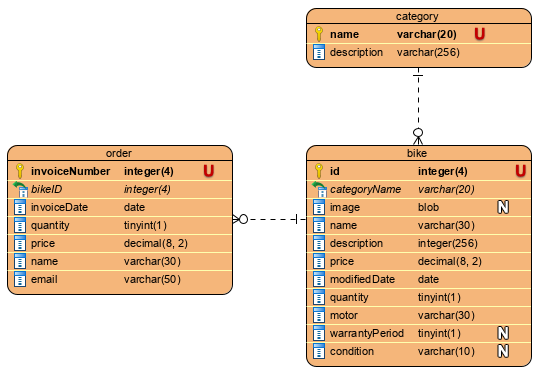 category
name varchar(20) U
description varchar(256)
order
invoiceNumber integer(4) U
bikeID integer(4)
invoiceDate date
quantity tinyint(1)
price decimal(8, 2)
name varchar(30)
email varchar(50)
bike
id integer(4) U
categoryName varchar(20)
image blob N
name varchar(30)
description integer(256)
price decimal(8, 2)
modifiedDate date
quantity tinyint(1)
motor varchar(30)
warrantyPeriod tinyint(1) N
condition varchar(10) N